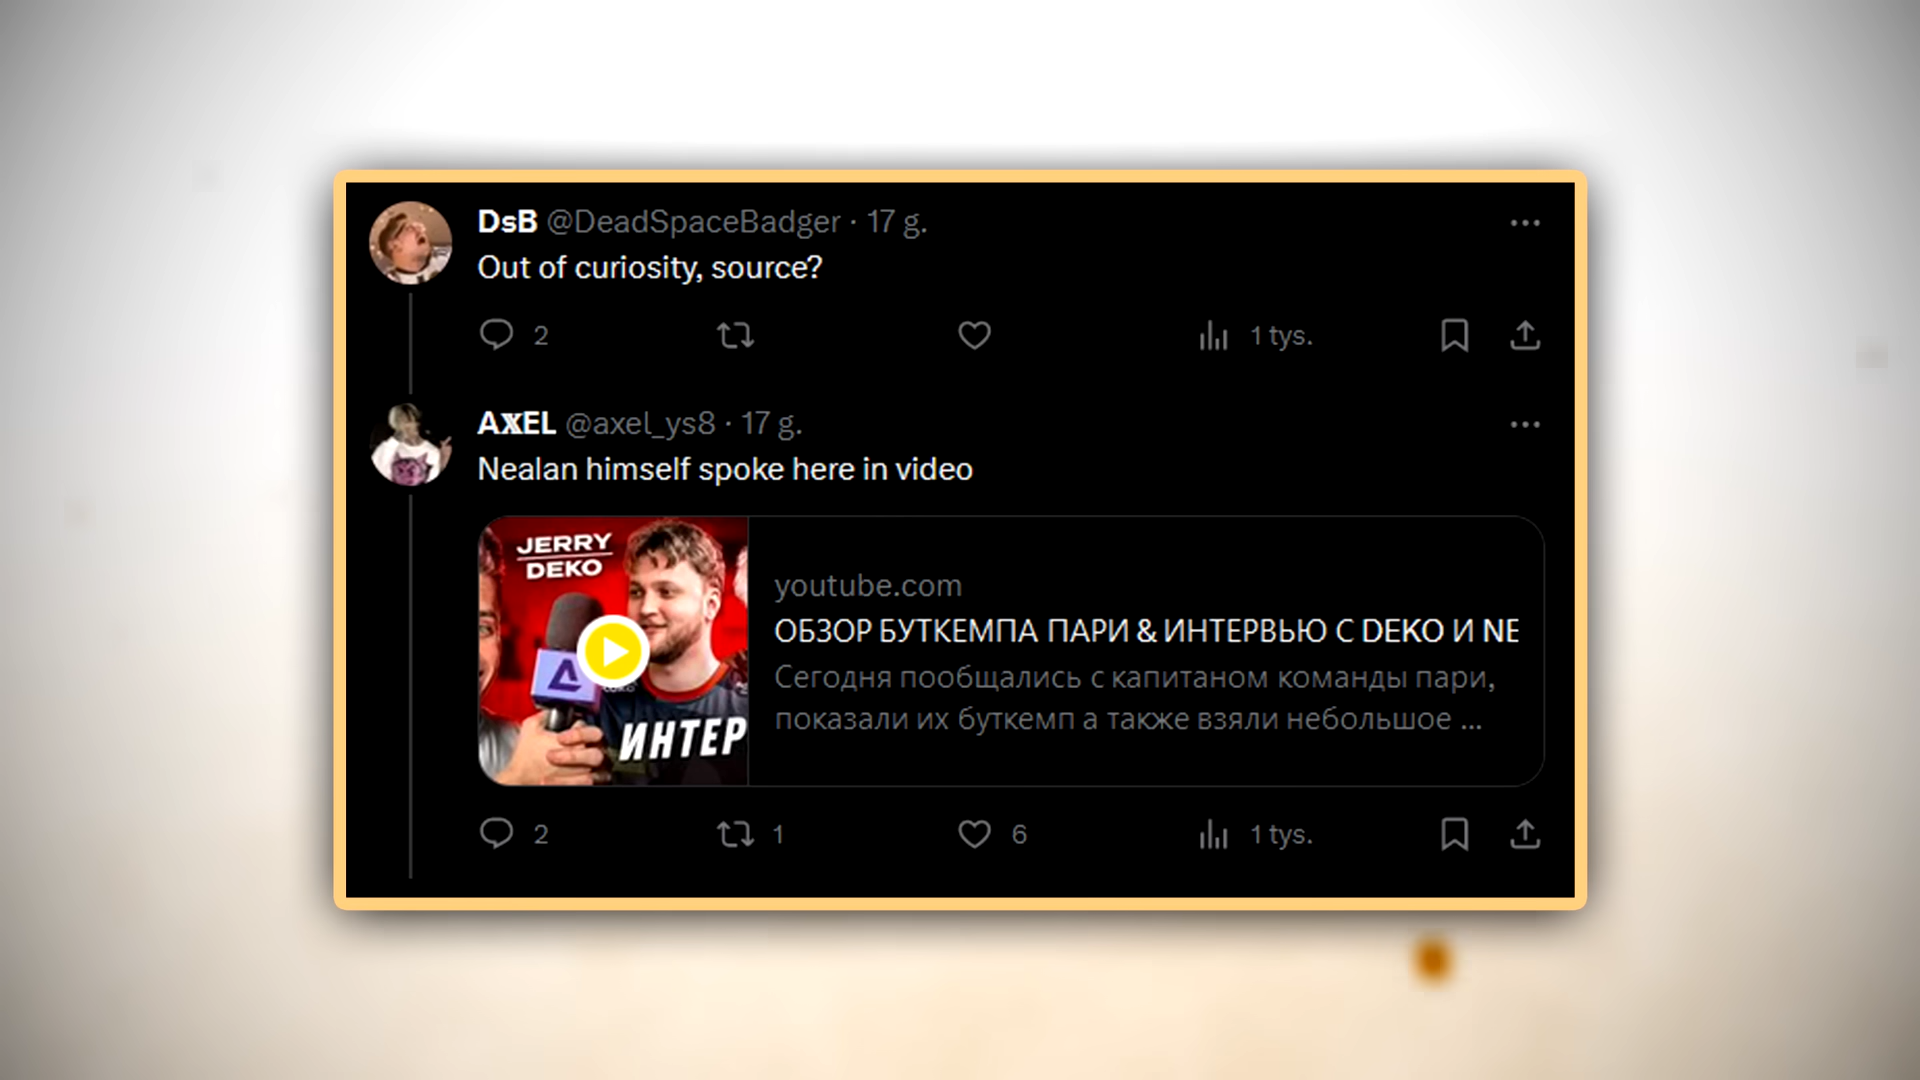 DsB @DeadSpaceBadger · 17 g.
Out of curiosity, source?
2
1 tys.
AXEL @axel_ys8 · 17 g.
Nealan himself spoke here in video
JERRY
DEKO
ИНТЕР
youtube.com
ОБЗОР БУТКЕМПА ПАРИ & ИНТЕРВЬЮ С DEKO И NE
Сегодня пообщались с капитаном команды пари,
показали их буткемп а также взяли небольшое ...
2
1
6
1 tys.